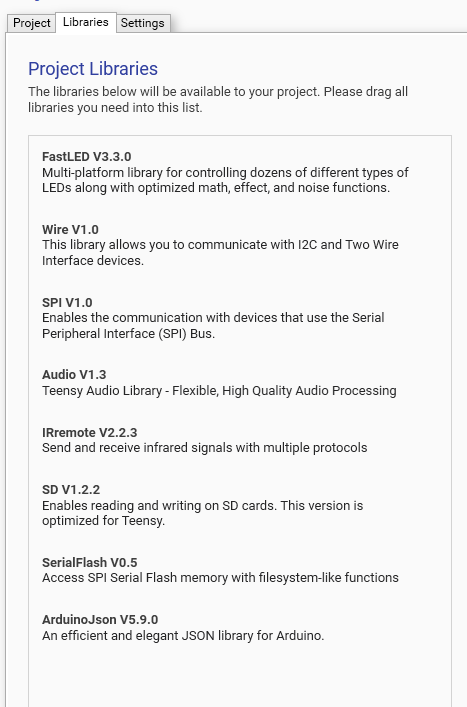 Project Libraries Settings
Project Libraries
The libraries below will be available to your project. Please drag all
libraries you need into this list.
FastLED V3.3.0
Multi-platform library for controlling dozens of different types of
LEDs along with optimized math, effect, and noise functions.
Wire V1.0
This library allows you to communicate with I2C and Two Wire
Interface devices.
SPI V1.0
Enables the communication with devices that use the Serial
Peripheral Interface (SPI) Bus.
Audio V1.3
Teensy Audio Library - Flexible, High Quality Audio Processing
IRremote V2.2.3
Send and receive infrared signals with multiple protocols
SD V1.2.2
Enables reading and writing on SD cards. This version is
optimized for Teensy.
SerialFlash V0.5
Access SPI Serial Flash memory with filesystem-like functions
ArduinoJson V5.9.0
An efficient and elegant JSON library for Arduino.